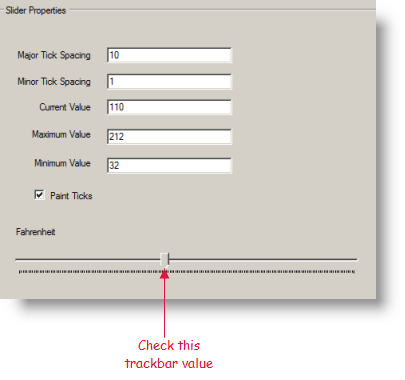 Slider Properties
Major Tick Spacing 10
Minor Tick Spacing 1
Current Value 110
Maximum Value 212
Minimum Value 32
Paint Ticks
Fahrenheit
Check this
trackbar value